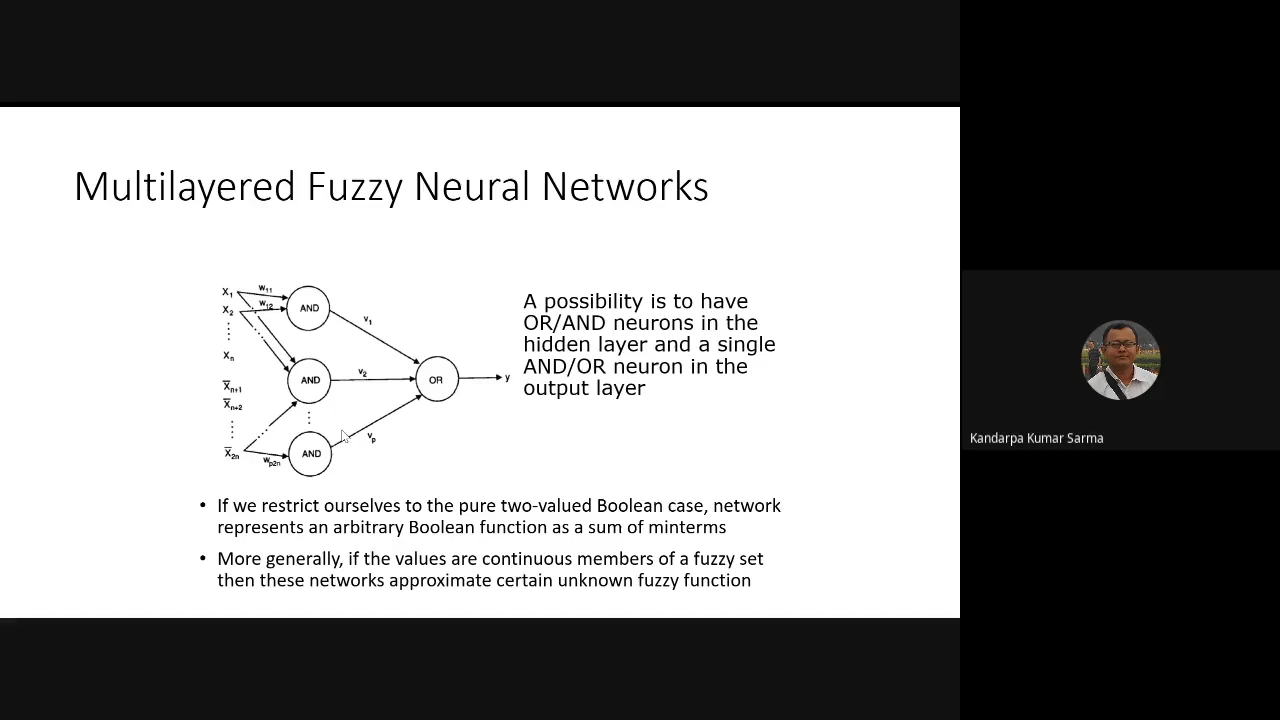 Multilayered Fuzzy Neural Networks
X1
w11
AND
X2
w12
v1
Xn
X̅n+1
AND
v2
OR
y
X̅n+2
X̅2n
wp2n
AND
vp
A possibility is to have
OR/AND neurons in the
hidden layer and a single
AND/OR neuron in the
output layer
• If we restrict ourselves to the pure two-valued Boolean case, network
represents an arbitrary Boolean function as a sum of minterms
• More generally, if the values are continuous members of a fuzzy set
then these networks approximate certain unknown fuzzy function
Kandarpa Kumar Sarma